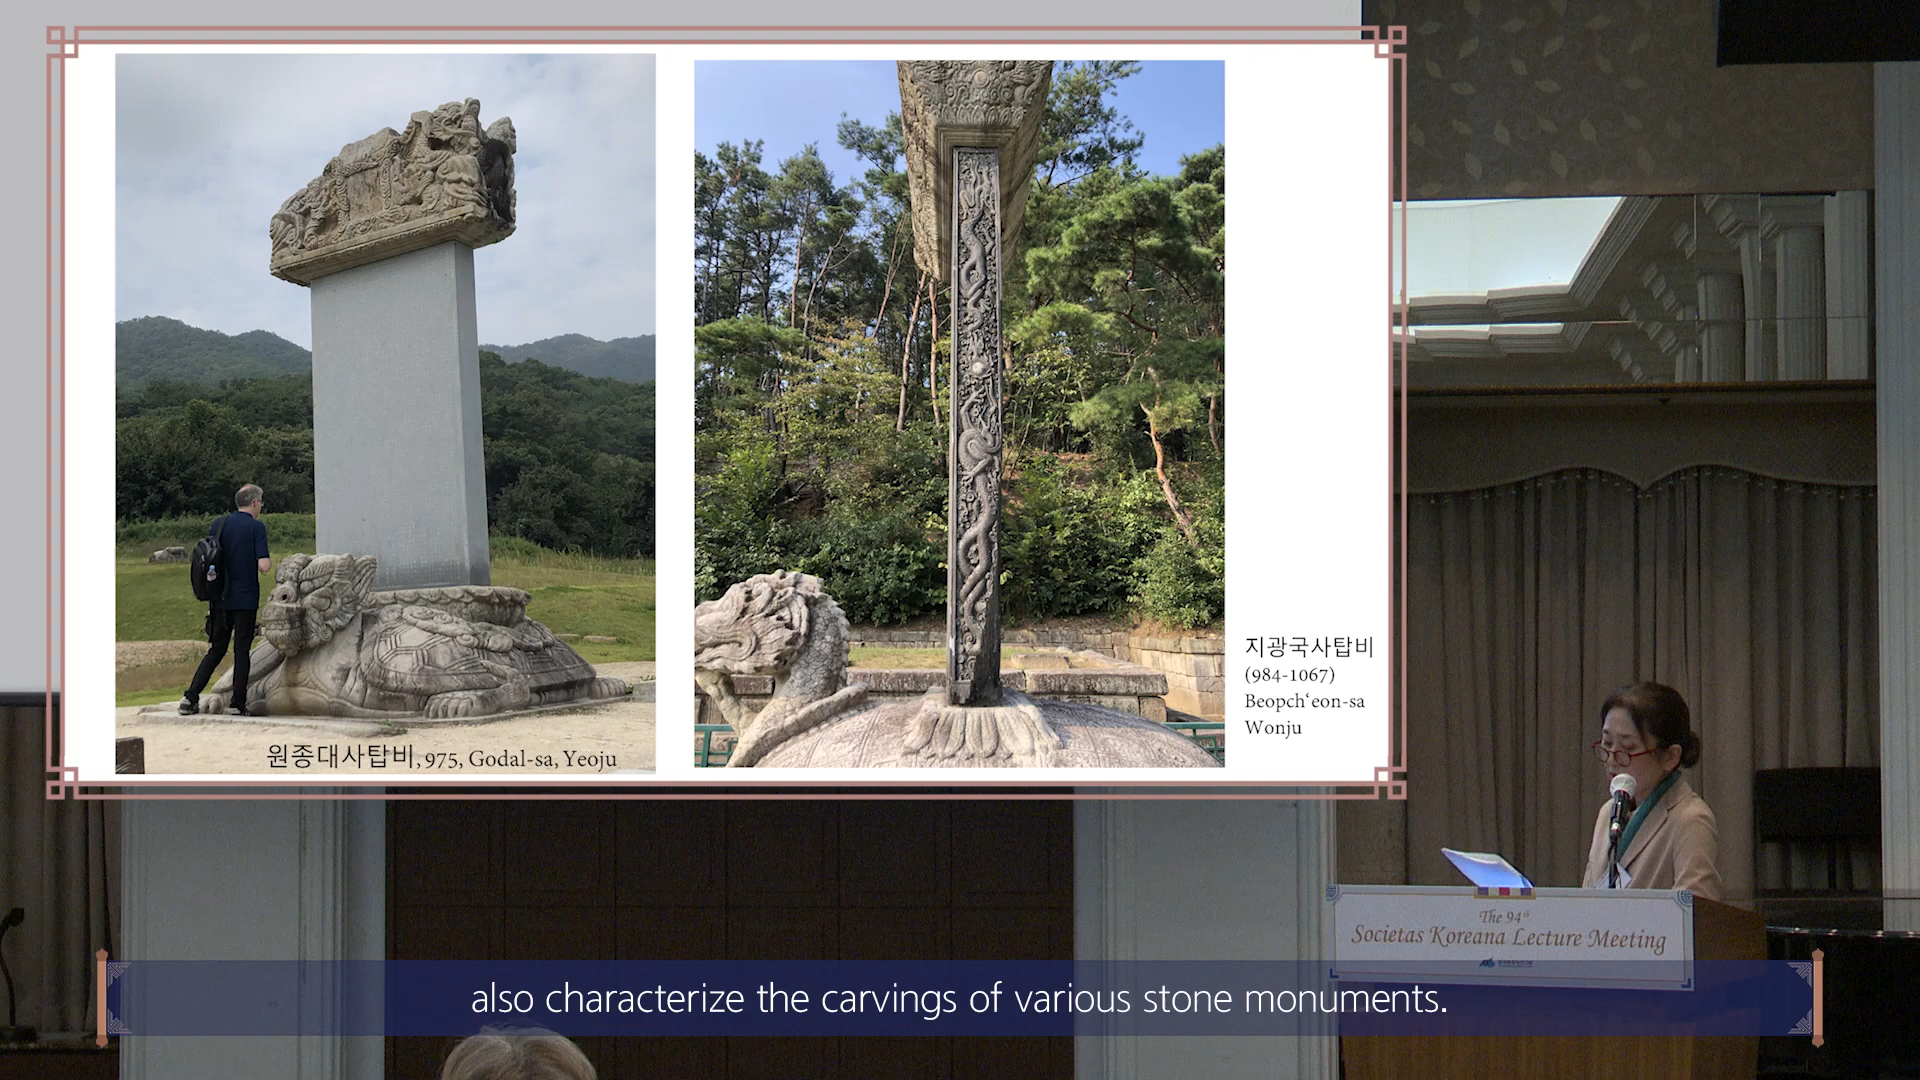 원종대사탑비, 975, Godal-sa, Yeoju
지광국사탑비
(984-1067)
Beopch‘eon-sa
Wonju
The 94th
Societas Koreana Lecture Meeting
also characterize the carvings of various stone monuments.